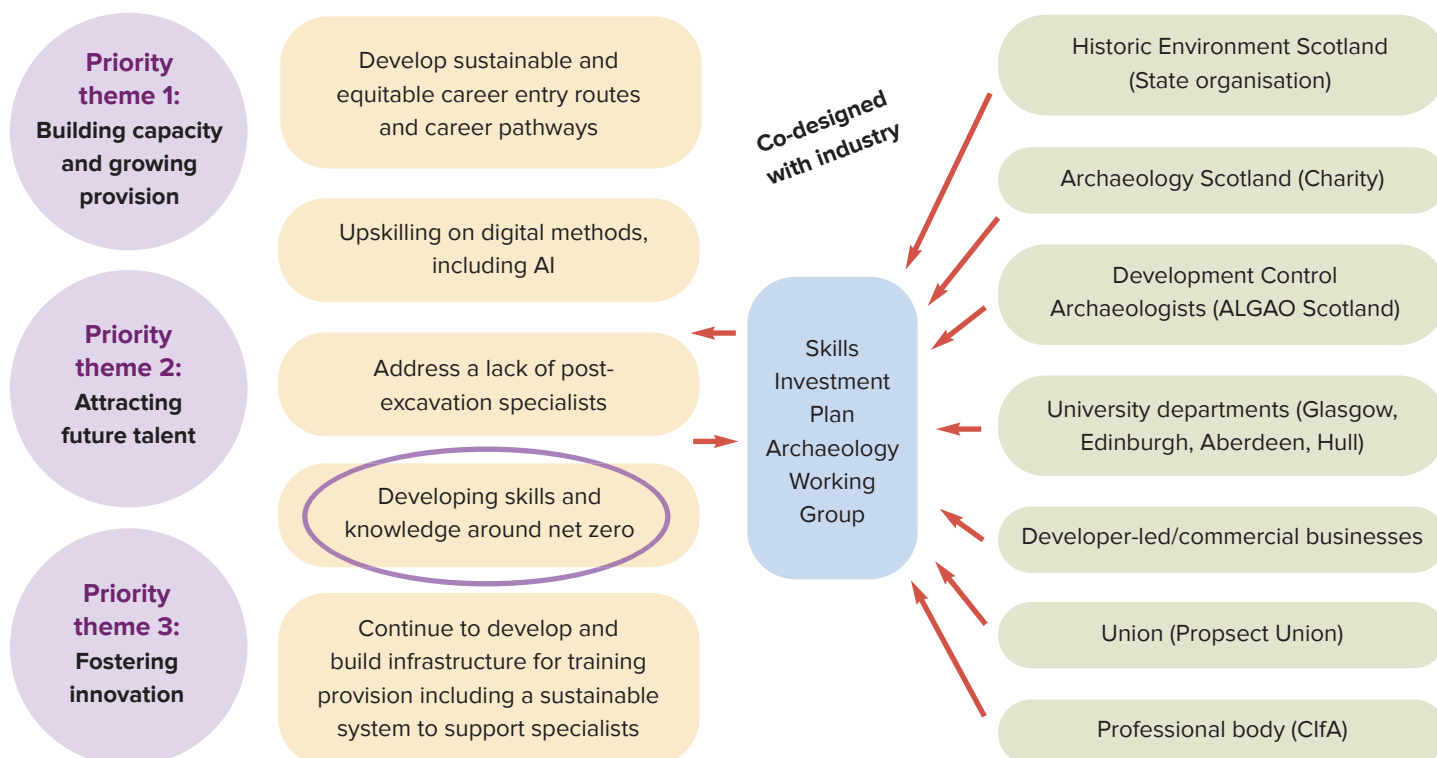 Priority
theme 1:
Building capacity
and growing
provision
Priority
theme 2:
Attracting
future talent
Priority
theme 3:
Fostering
innovation
Develop sustainable and
equitable career entry routes
and career pathways
Upskilling on digital methods,
including AI
Address a lack of post-
excavation specialists
Developing skills and
knowledge around net zero
Continue to develop and
build infrastructure for training
provision including a sustainable
system to support specialists
Co-designed
with industry
Skills
Investment
Plan
Archaeology
Working
Group
Historic Environment Scotland
(State organisation)
Archaeology Scotland (Charity)
Development Control
Archaeologists (ALGAO Scotland)
University departments (Glasgow,
Edinburgh, Aberdeen, Hull)
Developer-led/commercial businesses
Union (Propsect Union)
Professional body (CIfA)